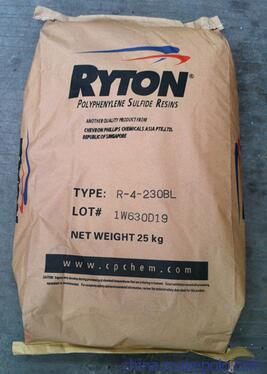 RYTON®
POLYPHENYLENE SULFIDE RESINS
ANOTHER QUALITY PRODUCT FROM
CHEVRON PHILLIPS CHEMICALS ASIA PTE.LTD.
REPUBLIC OF SINGAPORE
TYPE: R-4-230BL
LOT# 1W630D19
NET WEIGHT 25 kg
www.cpchem.com